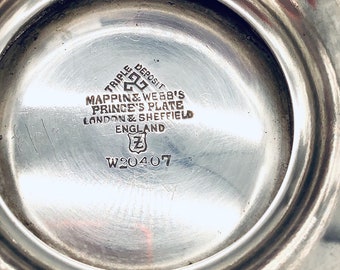 TRIPLE DEPOSIT
MAPPIN & WEBB'S
PRINCE'S PLATE
LONDON & SHEFFIELD
ENGLAND
Z
W20407